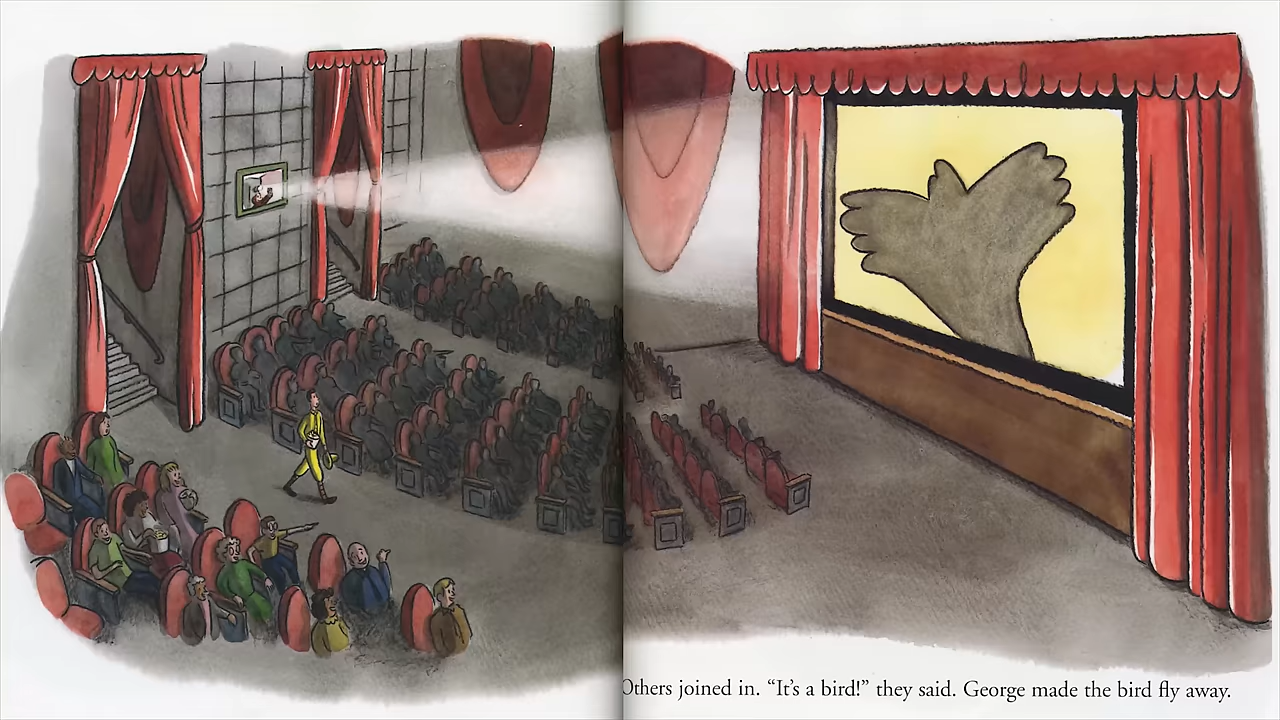 Others joined in. “It’s a bird!” they said. George made the bird fly away.